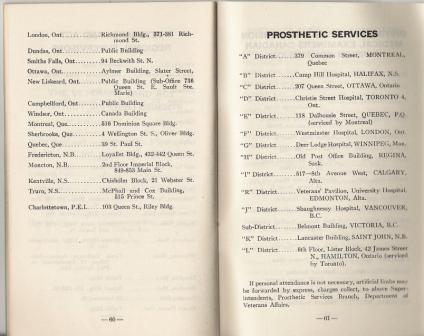 London, Ont. Richmond Bldg., 371-381 Rich-
mond St.
Dundas, Ont. Public Building
Smiths Falls, Ont. 94 Beckwith St. N.
Ottawa, Ont. Aylmer Building, Slater Street,
New Liskeard, Ont. Public Building (Sub-Office 736
Queen St. E. Sault Ste.
Marie)
Campbellford, Ont. Public Building
Windsor, Ont. Canada Building
Montreal, Que. 510 Dominion Square Bldg.
Sherbrooke, Que. 4 Wellington St. S., Oliver Bldg.
Quebec, Que. 39 St. Paul St.
Fredericton, N.B. Loyalist Bldg., 432-442 Queen St.
Moncton, N.B. 2nd Floor Imperial Block,
849-853 Main St.
Kentville, N.S. Chisholm Block, 21 Webster St.
Truro, N.S. McPhail and Cox Building,
515 Prince St.
Charlottetown, P.E.I. 103 Queen St., Riley Bldg.
— 60 —
PROSTHETIC SERVICES
"A" District 379 Common Street, MONTREAL,
Quebec
"B" District Camp Hill Hospital, HALIFAX, N.S.
"C" District 207 Queen Street, OTTAWA, Ontario
"D" District Christie Street Hospital, TORONTO 4,
Ont.
"E" District 118 Dalhousie Street, QUEBEC, P.Q.
(serviced by Montreal)
"F" District Westminster Hospital, LONDON, Ont.
"G" District Deer Lodge Hospital, WINNIPEG, Man.
"H" District Old Post Office Building, REGINA,
Sask.
"I" District 517—8th Avenue West, CALGARY,
Alta.
"R" District Veterans' Pavilion, University Hospital,
EDMONTON, Alta.
"J" District Shaughnessy Hospital, VANCOUVER,
B.C.
Sub-District Belmont Building, VICTORIA, B.C.
"K" District Lancaster Building, SAINT JOHN, N.B.
"L" District 6th Floor, Lister Block, 42 James Street
N., HAMILTON, Ontario (serviced
by Toronto).
If personal attendance is not necessary, artificial limbs may
be forwarded by express, charges collect, to above Super-
intendents, Prosthetic Services Branch, Department of
Veterans Affairs.
— 61 —